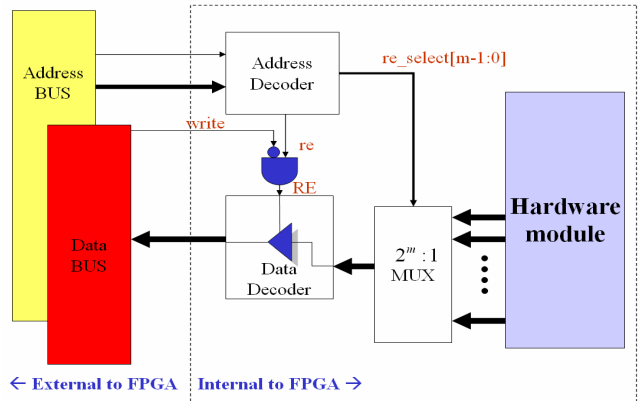 Address
BUS
Address
Decoder
re_select[m-1:0]
write
re
RE
Hardware
module
Data
BUS
Data
Decoder
2^m : 1
MUX
← External to FPGA
Internal to FPGA →